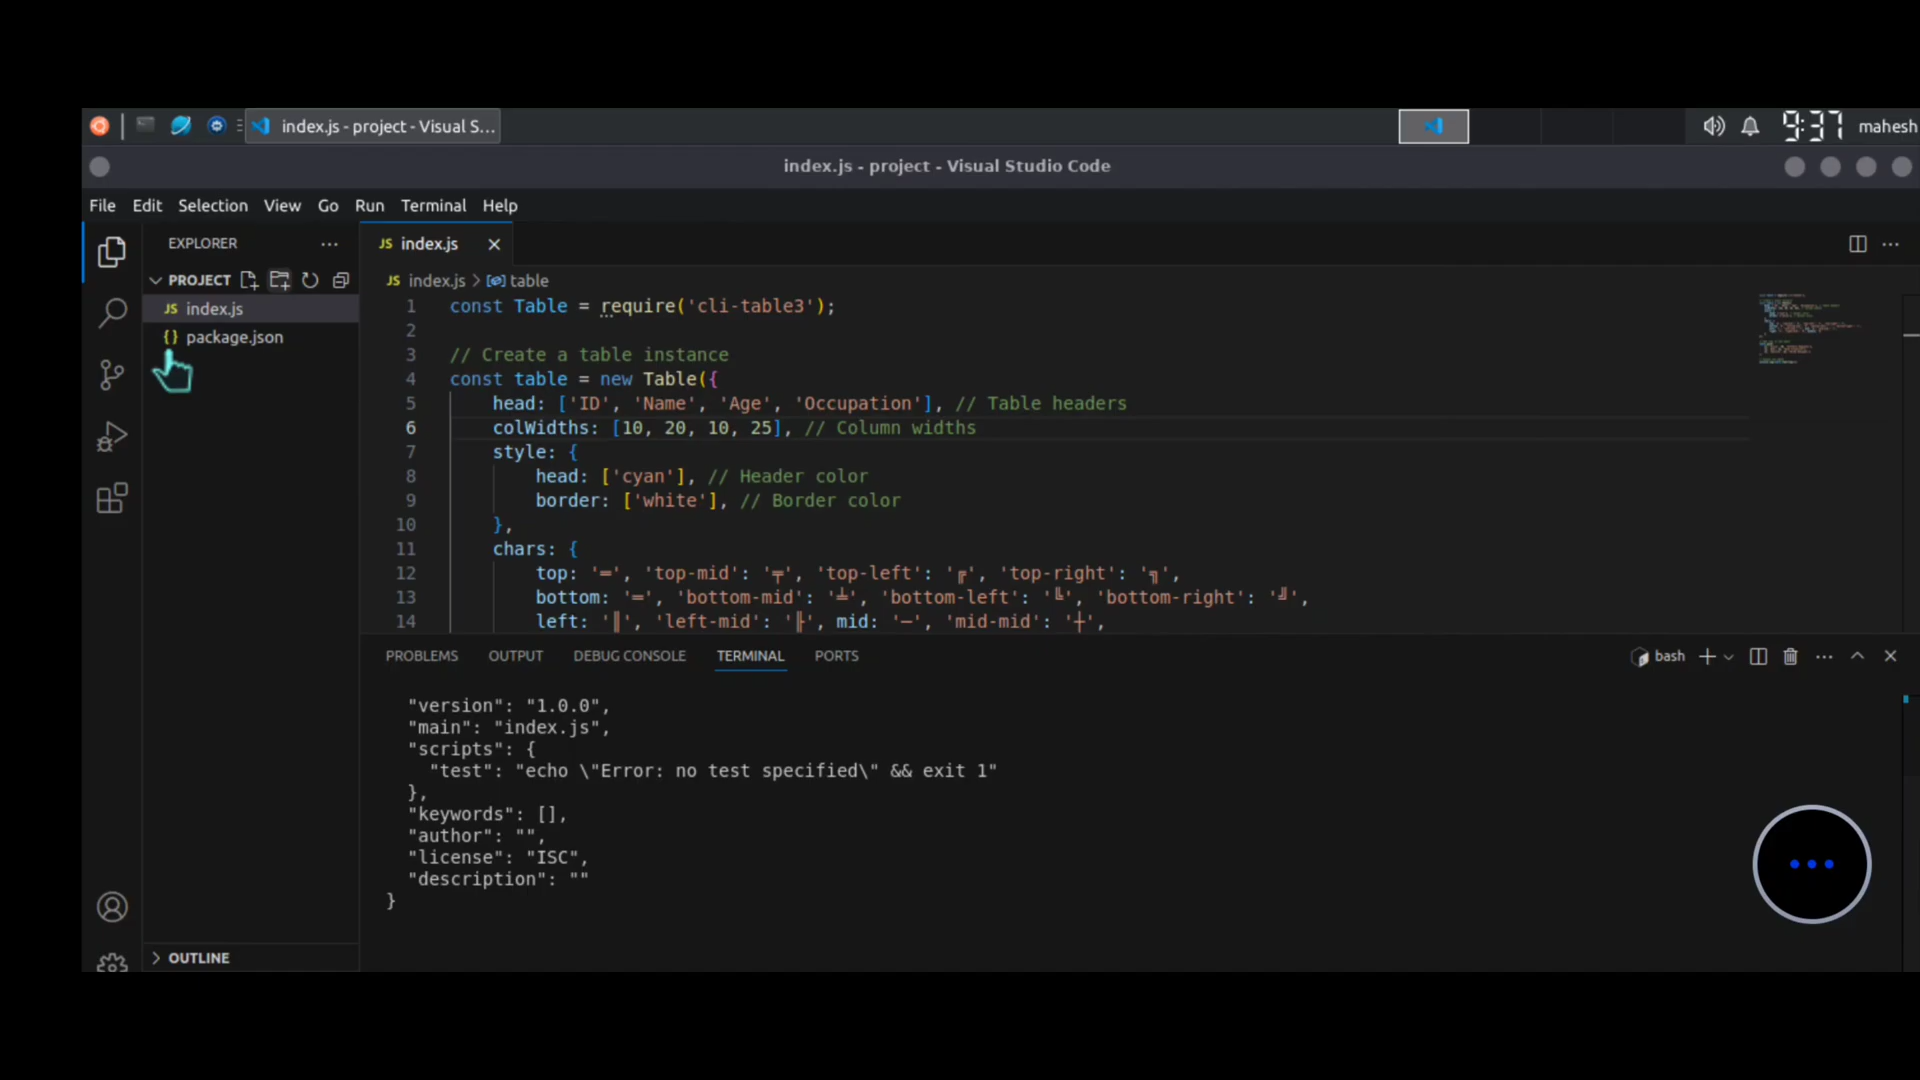 index.js - project - Visual S...
9:37
mahesh
index.js - project - Visual Studio Code
File Edit Selection View Go Run Terminal Help
EXPLORER
PROJECT
JS index.js
{} package.json
OUTLINE
JS index.js
JS index.js > table
1 const Table = require('cli-table3');
2
3 // Create a table instance
4 const table = new Table({
5 head: ['ID', 'Name', 'Age', 'Occupation'], // Table headers
6 colWidths: [10, 20, 10, 25], // Column widths
7 style: {
8 head: ['cyan'], // Header color
9 border: ['white'], // Border color
10 },
11 chars: {
12 top: '═', 'top-mid': '╤', 'top-left': '╔', 'top-right': '╗',
13 bottom: '═', 'bottom-mid': '╧', 'bottom-left': '╚', 'bottom-right': '╝',
14 left: '║', 'left-mid': '╟', mid: '─', 'mid-mid': '┼',
PROBLEMS OUTPUT DEBUG CONSOLE TERMINAL PORTS
bash
"version": "1.0.0",
"main": "index.js",
"scripts": {
"test": "echo \"Error: no test specified\" && exit 1"
},
"keywords": [],
"author": "",
"license": "ISC",
"description": ""
}